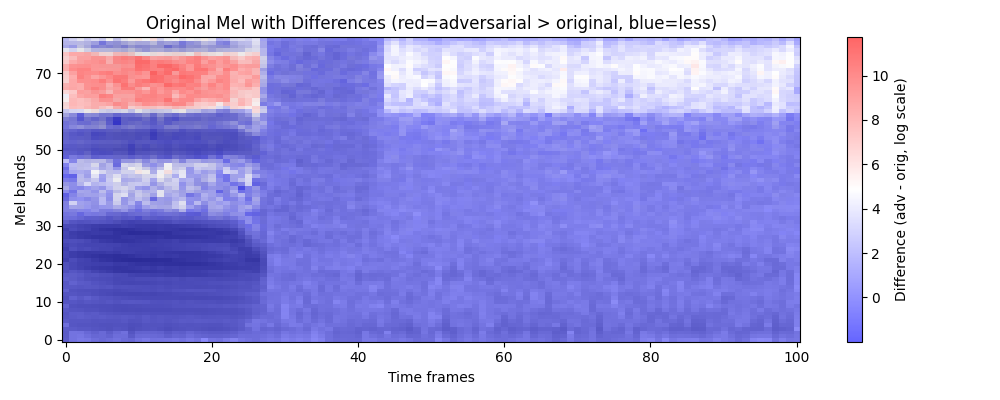 Original Mel with Differences (red=adversarial > original, blue=less)
Mel bands
70
60
50
40
30
20
10
0
0 20 40 60 80 100
Time frames
10
8
6
4
2
0
Difference (adv - orig, log scale)